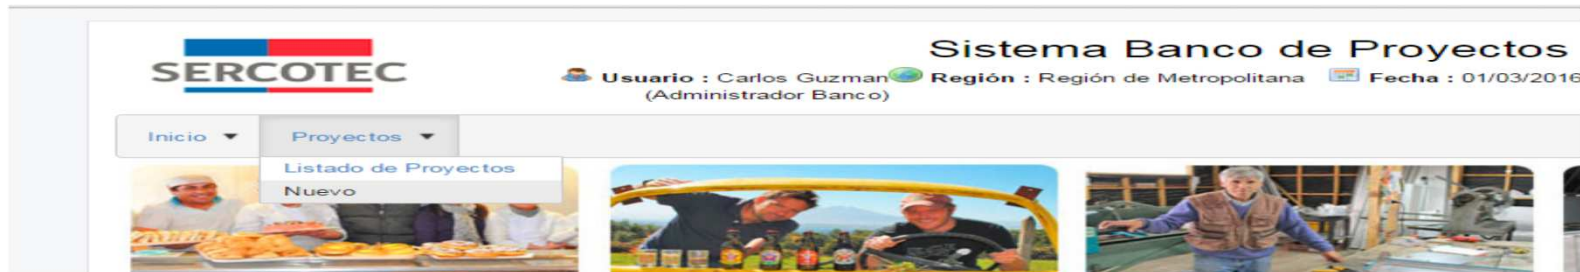 SERCOTEC
Sistema Banco de Proyectos
Usuario : Carlos Guzman Región : Región de Metropolitana Fecha : 01/03/2016
(Administrador Banco)
Inicio Proyectos
Listado de Proyectos
Nuevo